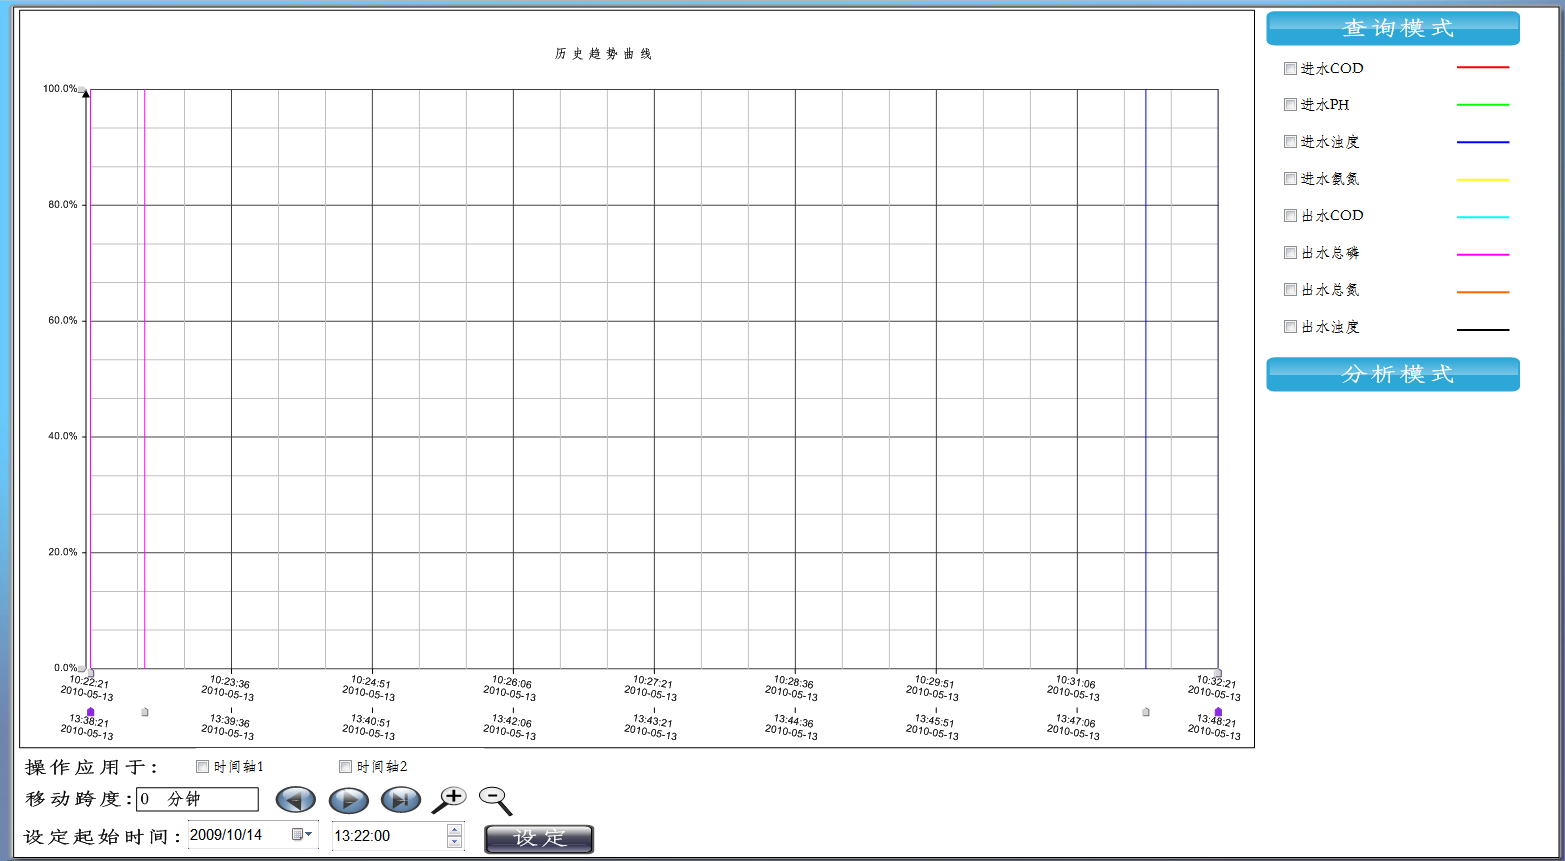 历史趋势曲线
100.0%
80.0%
60.0%
40.0%
20.0%
0.0%
10:22:21 10:23:36 10:24:51 10:26:06 10:27:21 10:28:36 10:29:51 10:31:06 10:32:21
2010-05-13 2010-05-13 2010-05-13 2010-05-13 2010-05-13 2010-05-13 2010-05-13 2010-05-13 2010-05-13
13:38:21 13:39:36 13:40:51 13:42:06 13:43:21 13:44:36 13:45:51 13:47:06 13:48:21
2010-05-13 2010-05-13 2010-05-13 2010-05-13 2010-05-13 2010-05-13 2010-05-13 2010-05-13 2010-05-13
操作应用于: 时间轴1 时间轴2
移动跨度: 0 分钟
设定起始时间: 2009/10/14 13:22:00 设定
查询模式
进水COD
进水PH
进水浊度
进水氨氮
出水COD
出水总磷
出水总氮
出水浊度
分析模式